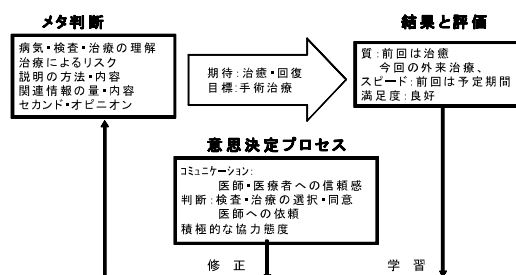 メタ判断
病気・検査・治療の理解
治療によるリスク
説明の方法・内容
関連情報の量・内容
セカンド・オピニオン
期待:治癒・回復
目標:手術治療
結果と評価
質:前回は治癒
今回の外来治療、
スピード:前回は予定期間
満足度:良好
意思決定プロセス
コミュニケーション:
医師・医療者への信頼感
判断:検査・治療の選択・同意
医師への依頼
積極的な協力態度
修 正
学 習